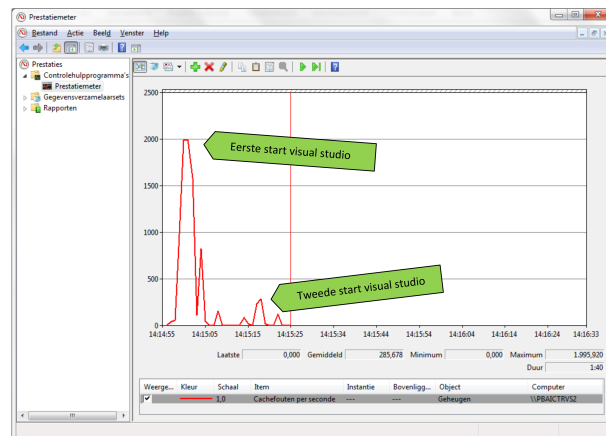 Prestatiemeter
Bestand Actie Beeld Venster Help
Prestaties
Controlehulpprogramma's
Prestatiemeter
Gegevensverzamelaarsets
Rapporten
2500
2000
1500
1000
500
0
Eerste start visual studio
Tweede start visual studio
14:14:55 14:15:05 14:15:15 14:15:25 14:15:34 14:15:44 14:15:54 14:16:04 14:16:14 14:16:24 14:16:33
Laatste 0,000 Gemiddeld 285,678 Minimum 0,000 Maximum 1.995,920
Duur 1:40
Weerge... Kleur Schaal Item Instantie Bovenligg... Object Computer
1,0 Cachefouten per seconde --- --- Geheugen \\PBAICTRVS2